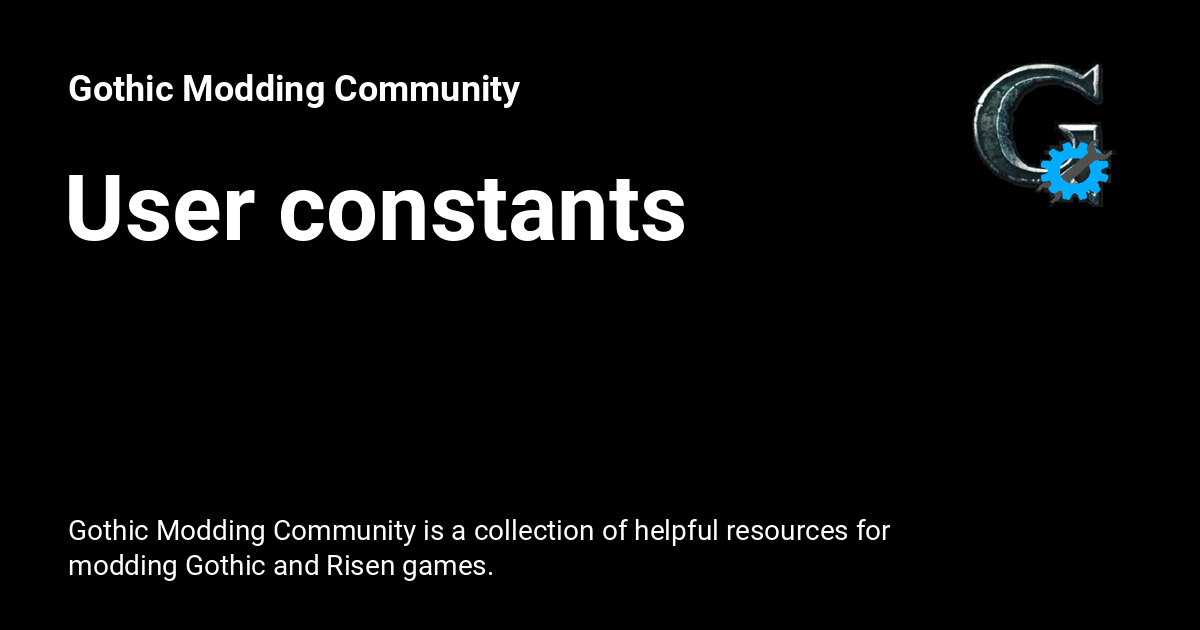 Gothic Modding Community
G
User constants
Gothic Modding Community is a collection of helpful resources for
modding Gothic and Risen games.